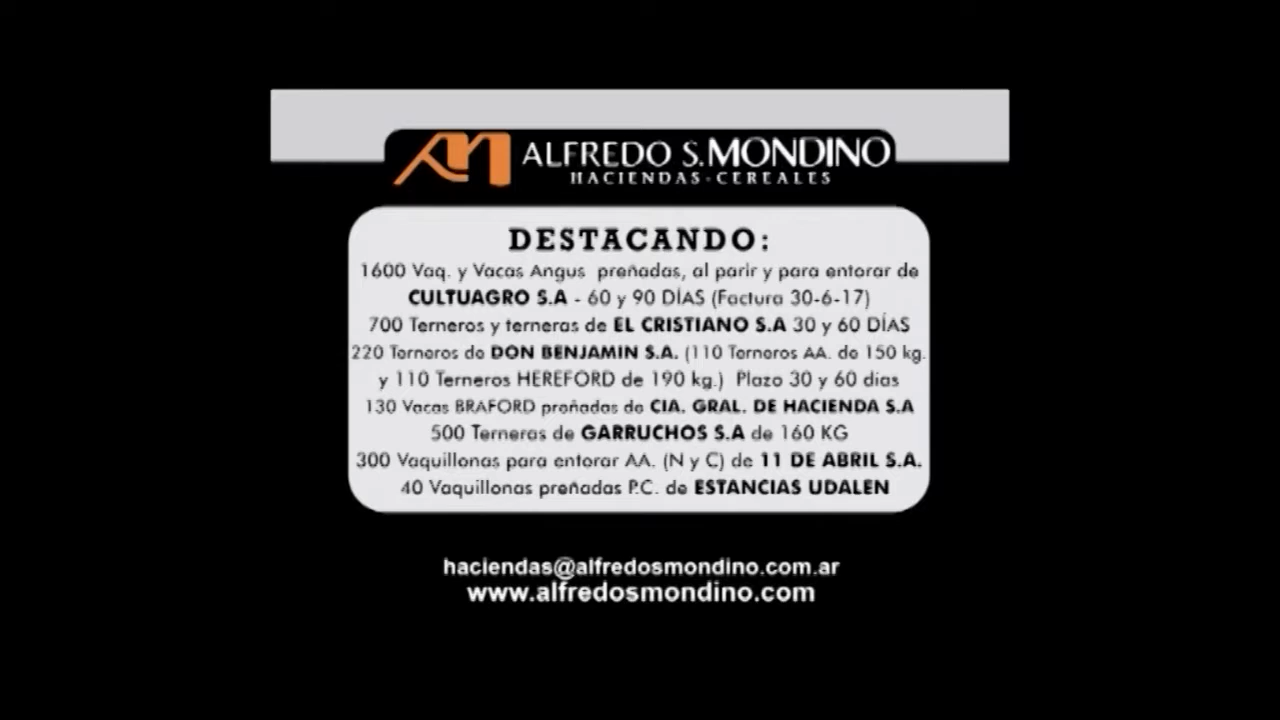 ALFREDO S. MONDINO
HACIENDAS - CEREALES
DESTACANDO:
1600 Vaq. y Vacas Angus preñadas, al parir y para entorar de
CULTUAGRO S.A - 60 y 90 DÍAS (Factura 30-6-17)
700 Terneros y terneras de EL CRISTIANO S.A 30 y 60 DÍAS
220 Terneros de DON BENJAMIN S.A. (110 Terneros AA. de 150 kg.
y 110 Terneros HEREFORD de 190 kg.) Plazo 30 y 60 dias
130 Vacas BRAFORD preñadas de CIA. GRAL. DE HACIENDA S.A
500 Terneras de GARRUCHOS S.A de 160 KG
300 Vaquillonas para entorar AA. (N y C) de 11 DE ABRIL S.A.
40 Vaquillonas preñadas P.C. de ESTANCIAS UDALEN
haciendas@alfredosmondino.com.ar
www.alfredosmondino.com